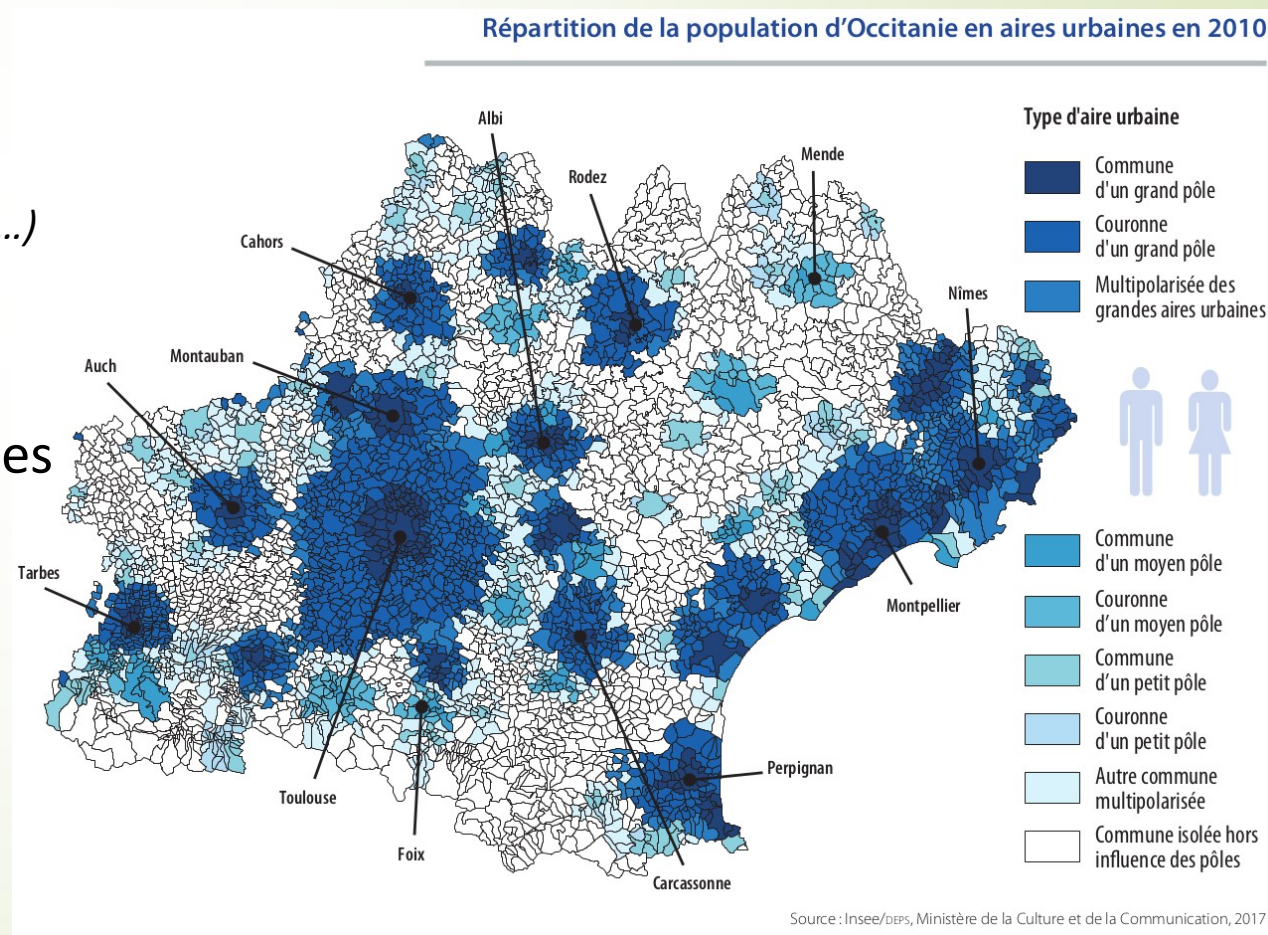 Répartition de la population d'Occitanie en aires urbaines en 2010
...)
es
Albi
Mende
Rodez
Cahors
Nîmes
Montauban
Auch
Tarbes
Montpellier
Perpignan
Toulouse
Foix
Carcassonne
Type d'aire urbaine
Commune
d'un grand pôle
Couronne
d'un grand pôle
Multipolarisée des
grandes aires urbaines
Commune
d'un moyen pôle
Couronne
d'un moyen pôle
Commune
d'un petit pôle
Couronne
d'un petit pôle
Autre commune
multipolarisée
Commune isolée hors
influence des pôles
Source : Insee/DEPS, Ministère de la Culture et de la Communication, 2017